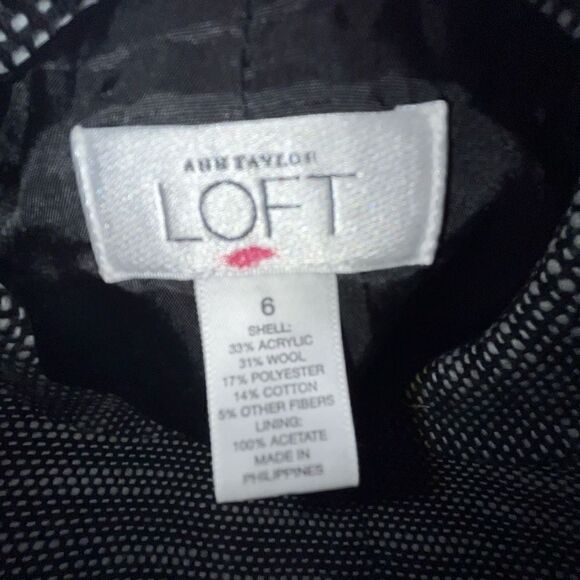 ANN TAYLOR
LOFT
6
SHELL:
33% ACRYLIC
31% WOOL
17% POLYESTER
14% COTTON
5% OTHER FIBERS
LINING:
100% ACETATE
MADE IN
PHILIPPINES